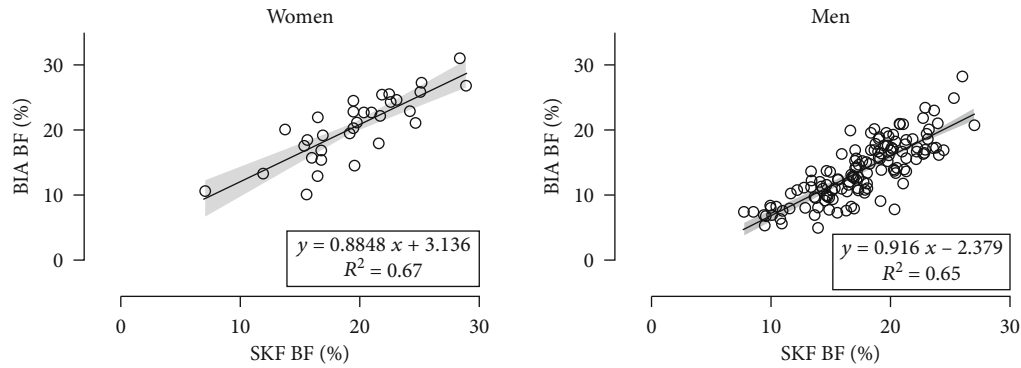 Women
Men
BIA BF (%)
30
20
10
0
y = 0.8848 x + 3.136
R² = 0.67
0 10 20 30
SKF BF (%)
BIA BF (%)
30
20
10
0
y = 0.916 x – 2.379
R² = 0.65
0 10 20 30
SKF BF (%)